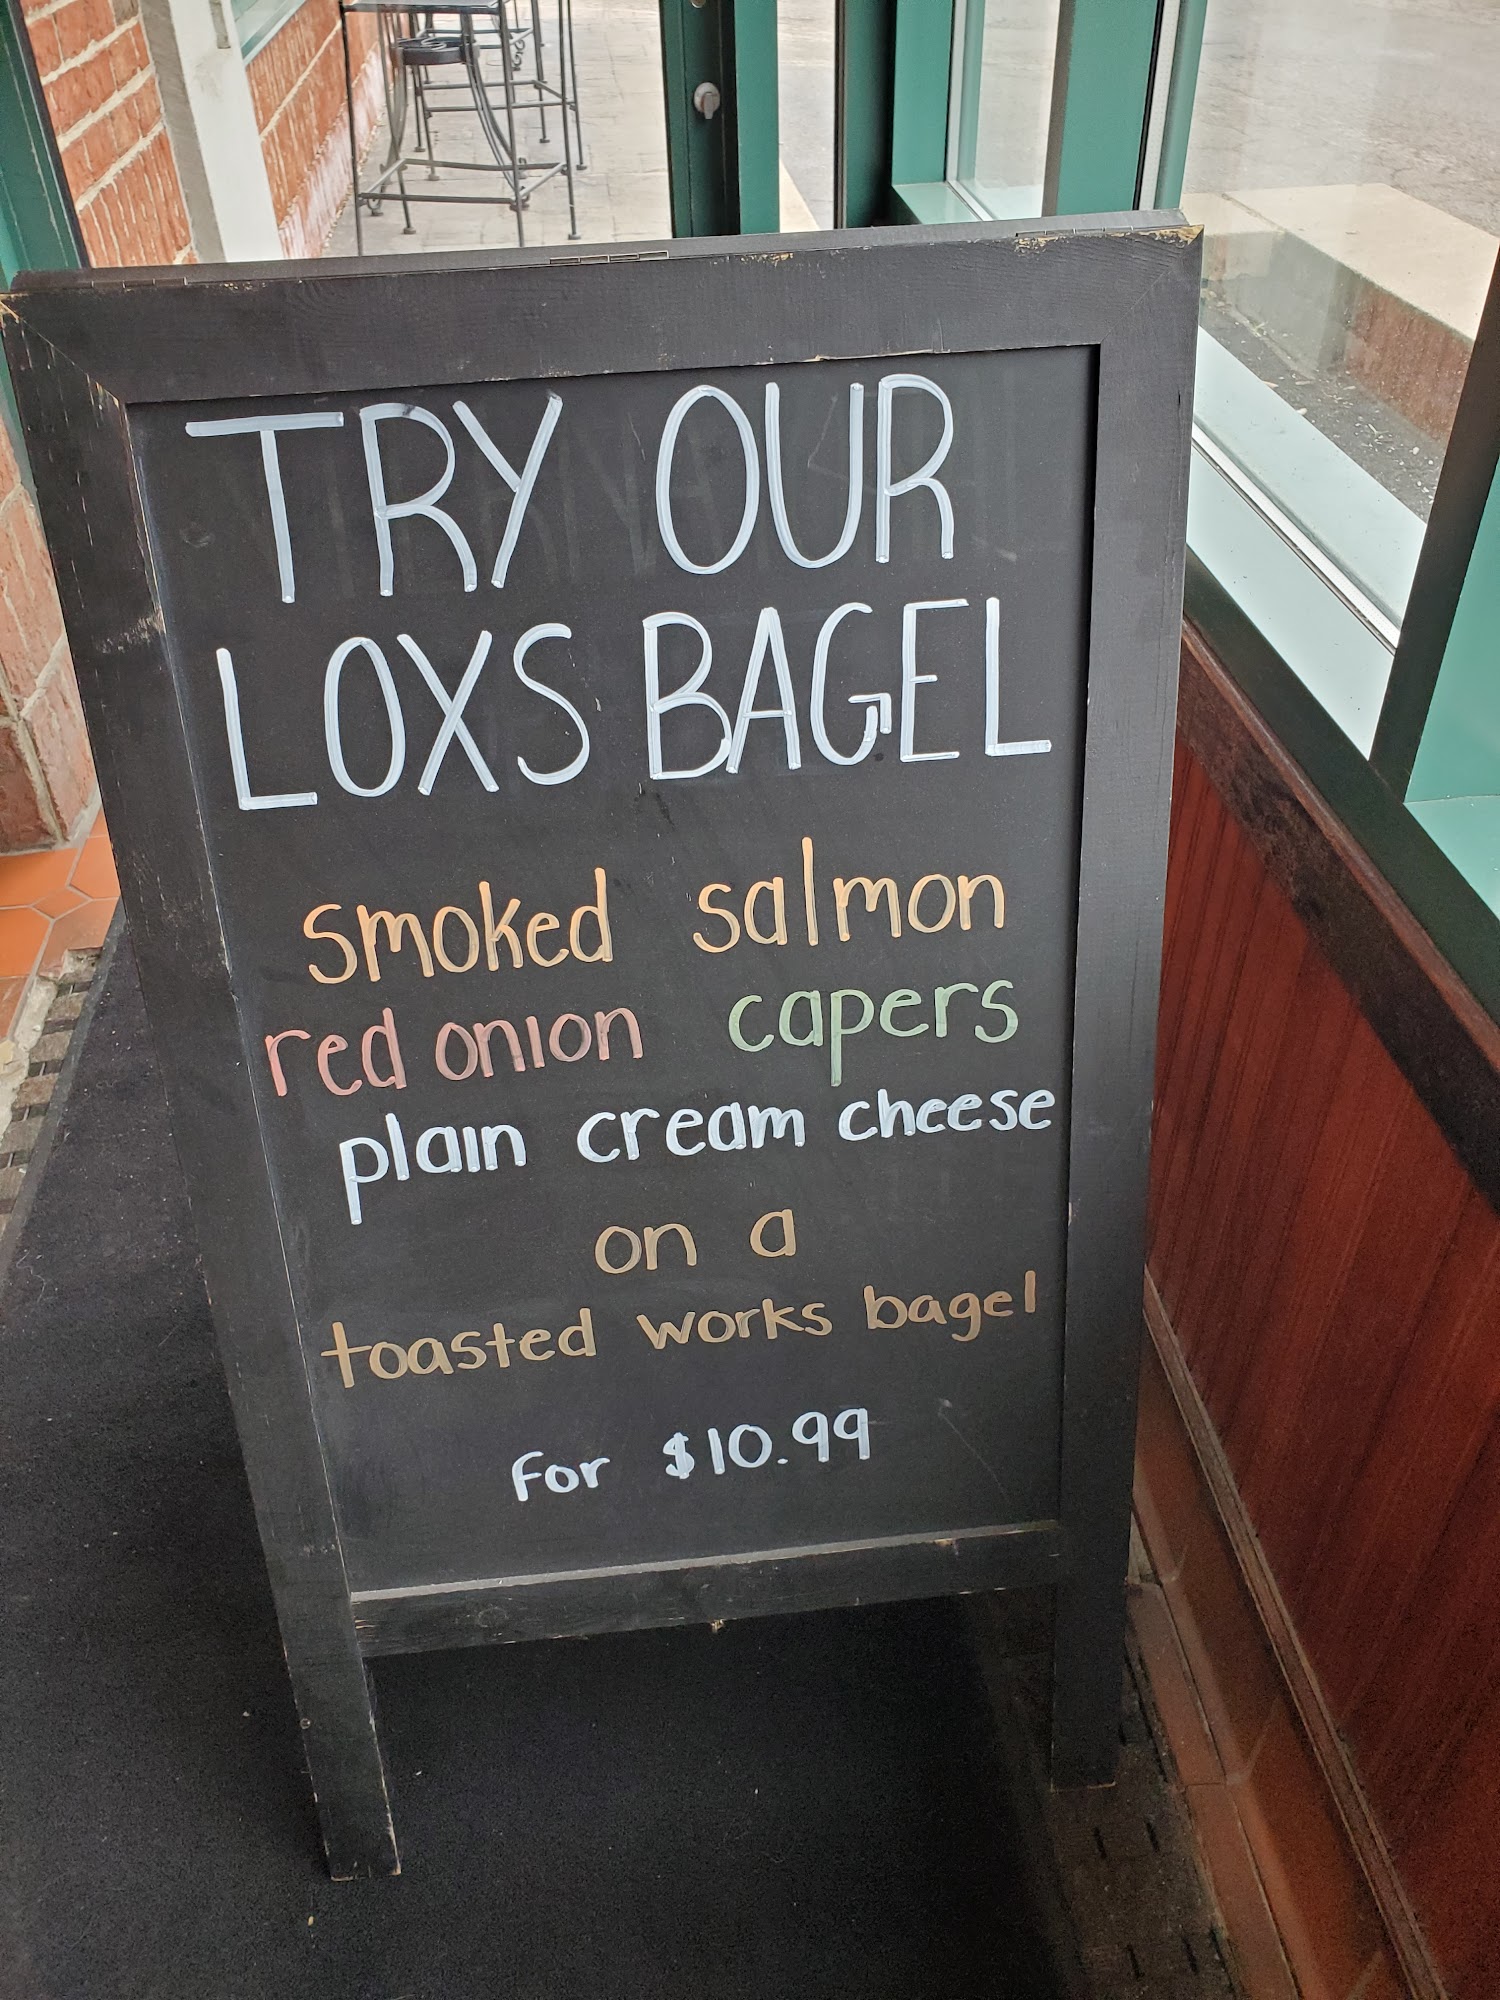 TRY OUR
LOXS BAGEL
smoked salmon
red onion capers
plain cream cheese
on a
toasted works bagel
for $10.99